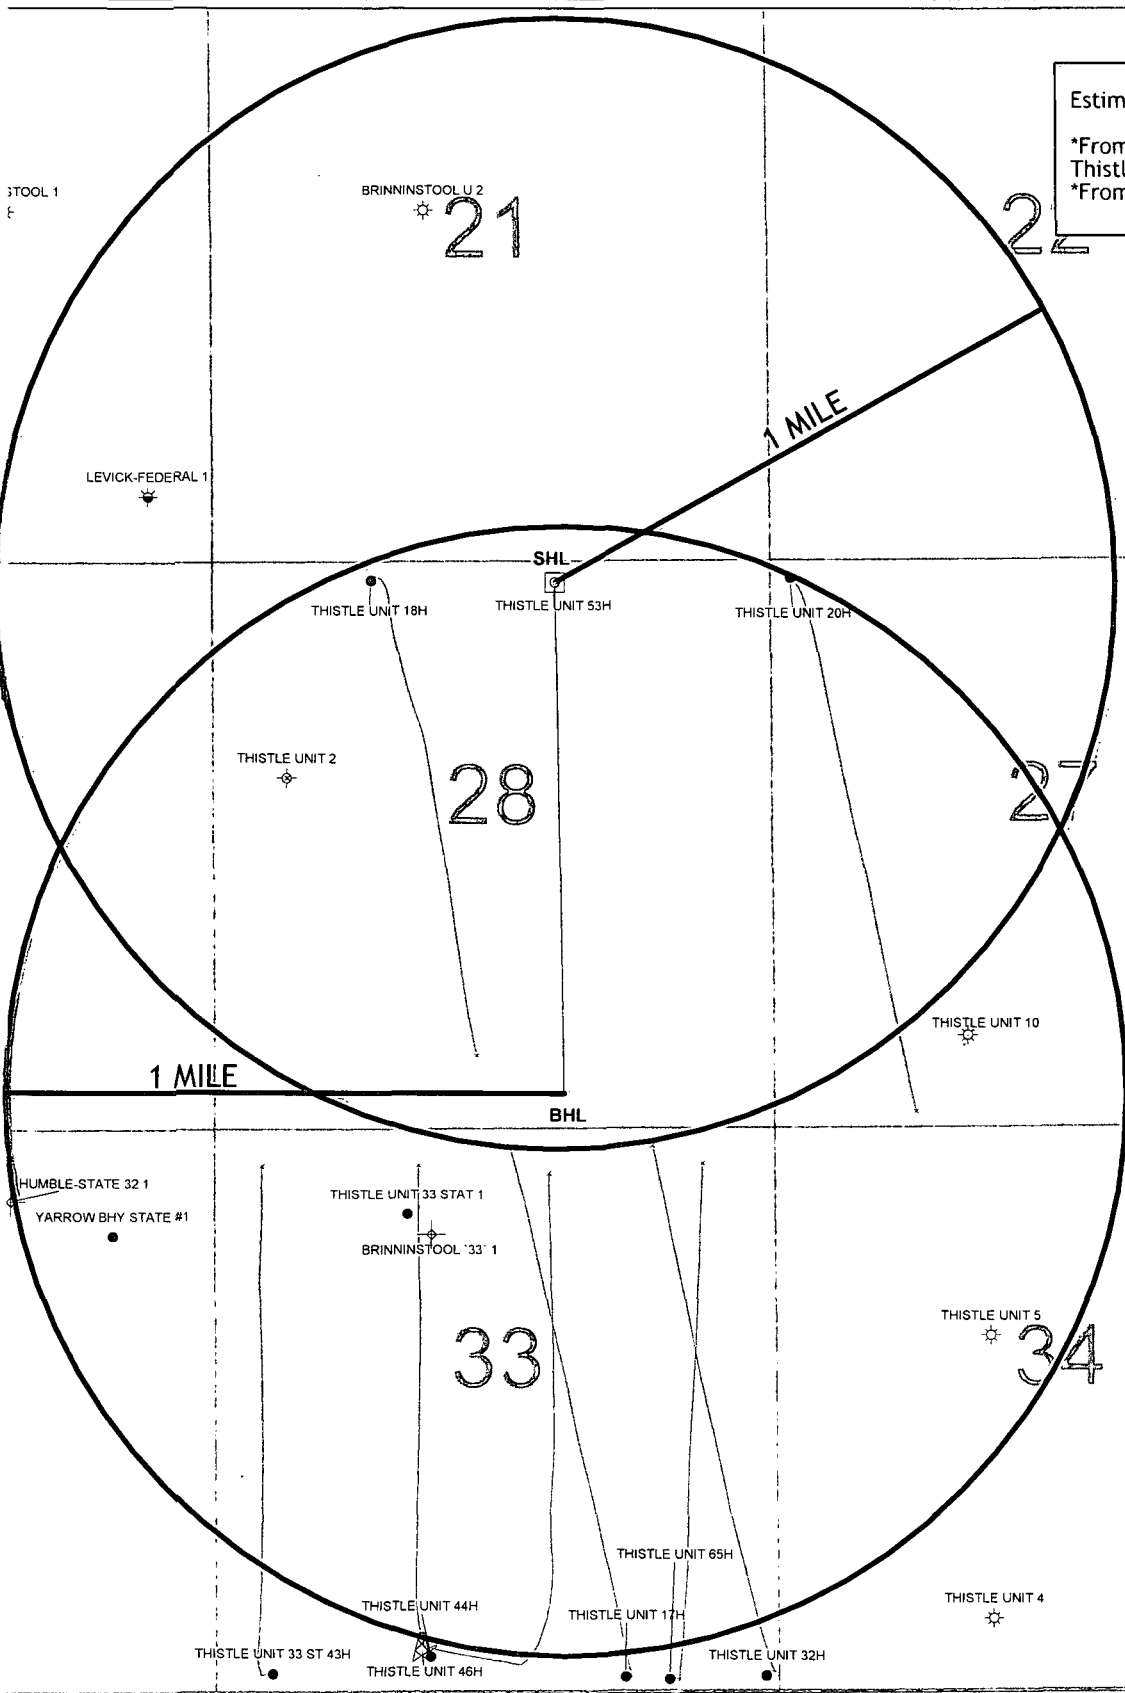 Estim
*From
Thistl
*From
STOOL 1
BRINNINSTOOL U 2
21
22
1 MILE
LEVICK-FEDERAL 1
SHL
THISTLE UNIT 18H
THISTLE UNIT 53H
THISTLE UNIT 20H
THISTLE UNIT 2
28
27
THISTLE UNIT 10
1 MILE
BHL
HUMBLE-STATE 32 1
YARROW BHY STATE #1
THISTLE UNIT 33 STAT 1
BRINNINSTOOL '33' 1
THISTLE UNIT 5
33
34
THISTLE UNIT 65H
THISTLE UNIT 44H
THISTLE UNIT 17H
THISTLE UNIT 4
THISTLE UNIT 33 ST 43H
THISTLE UNIT 46H
THISTLE UNIT 32H